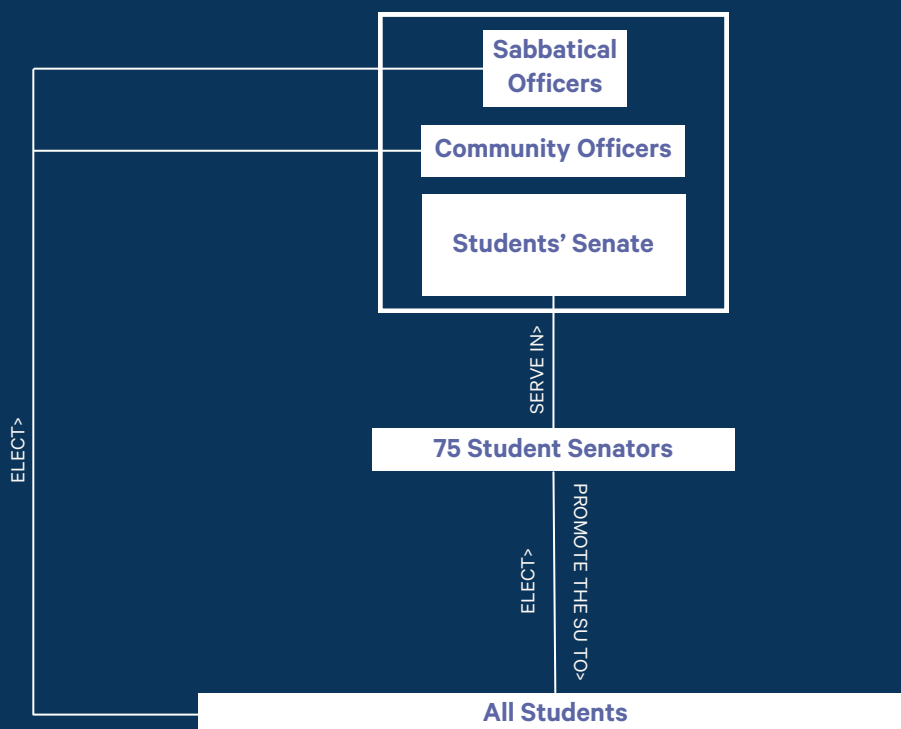 Sabbatical
Officers
Community Officers
Students’ Senate
SERVE IN>
75 Student Senators
ELECT>
ELECT>
PROMOTE THE SU TO>
All Students